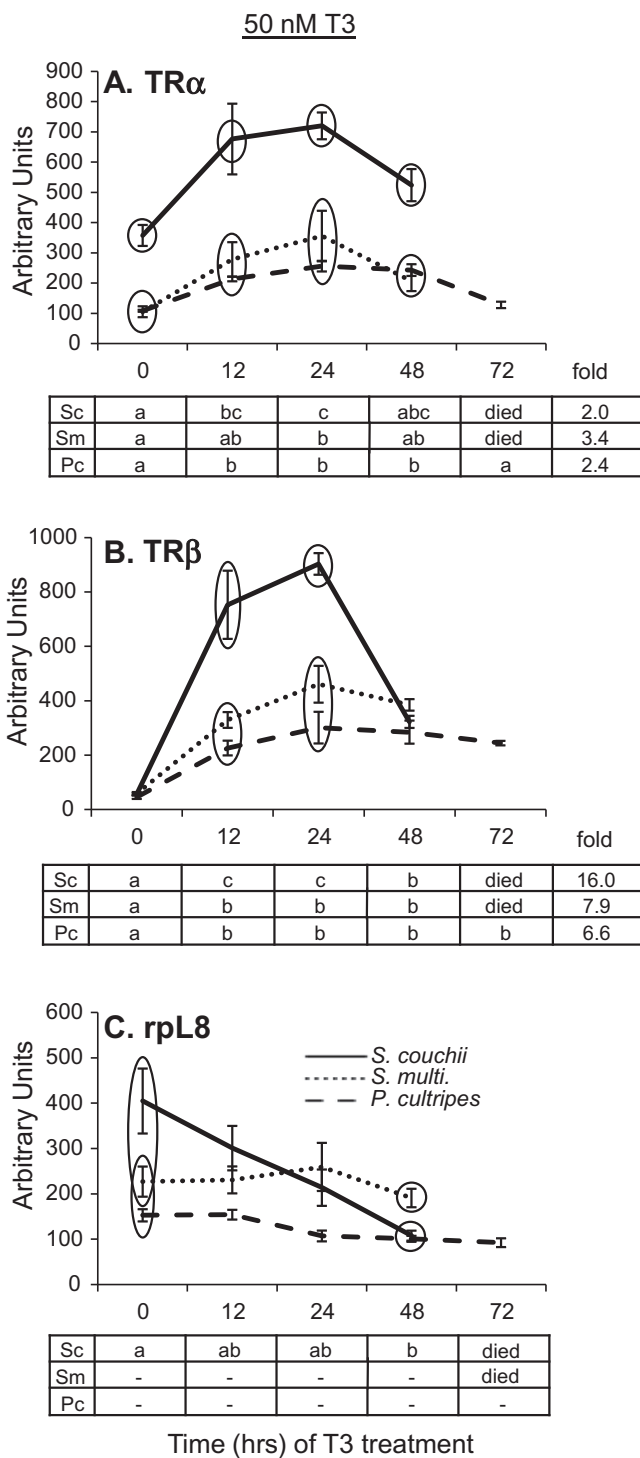 50 nM T3
A. TRα
Arbitrary Units
900
800
700
600
500
400
300
200
100
0
0 12 24 48 72 fold
Sc a bc c abc died 2.0
Sm a ab b ab died 3.4
Pc a b b b a 2.4
B. TRβ
Arbitrary Units
1000
800
600
400
200
0
0 12 24 48 72 fold
Sc a c c b died 16.0
Sm a b b b died 7.9
Pc a b b b b 6.6
C. rpL8
Arbitrary Units
600
500
400
300
200
100
0
S. couchii
S. multi.
P. cultripes
0 12 24 48 72
Sc a ab ab b died
Sm - - - - died
Pc - - - - -
Time (hrs) of T3 treatment